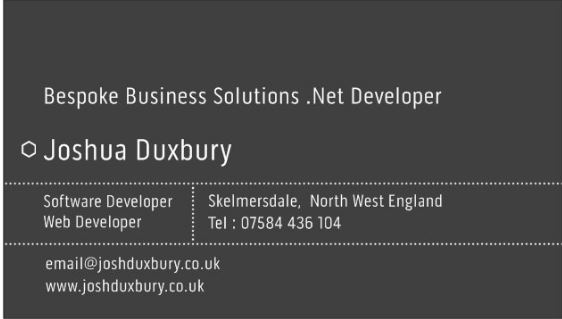 Bespoke Business Solutions .Net Developer
Joshua Duxbury
Software Developer
Web Developer
Skelmersdale, North West England
Tel : 07584 436 104
email@joshduxbury.co.uk
www.joshduxbury.co.uk